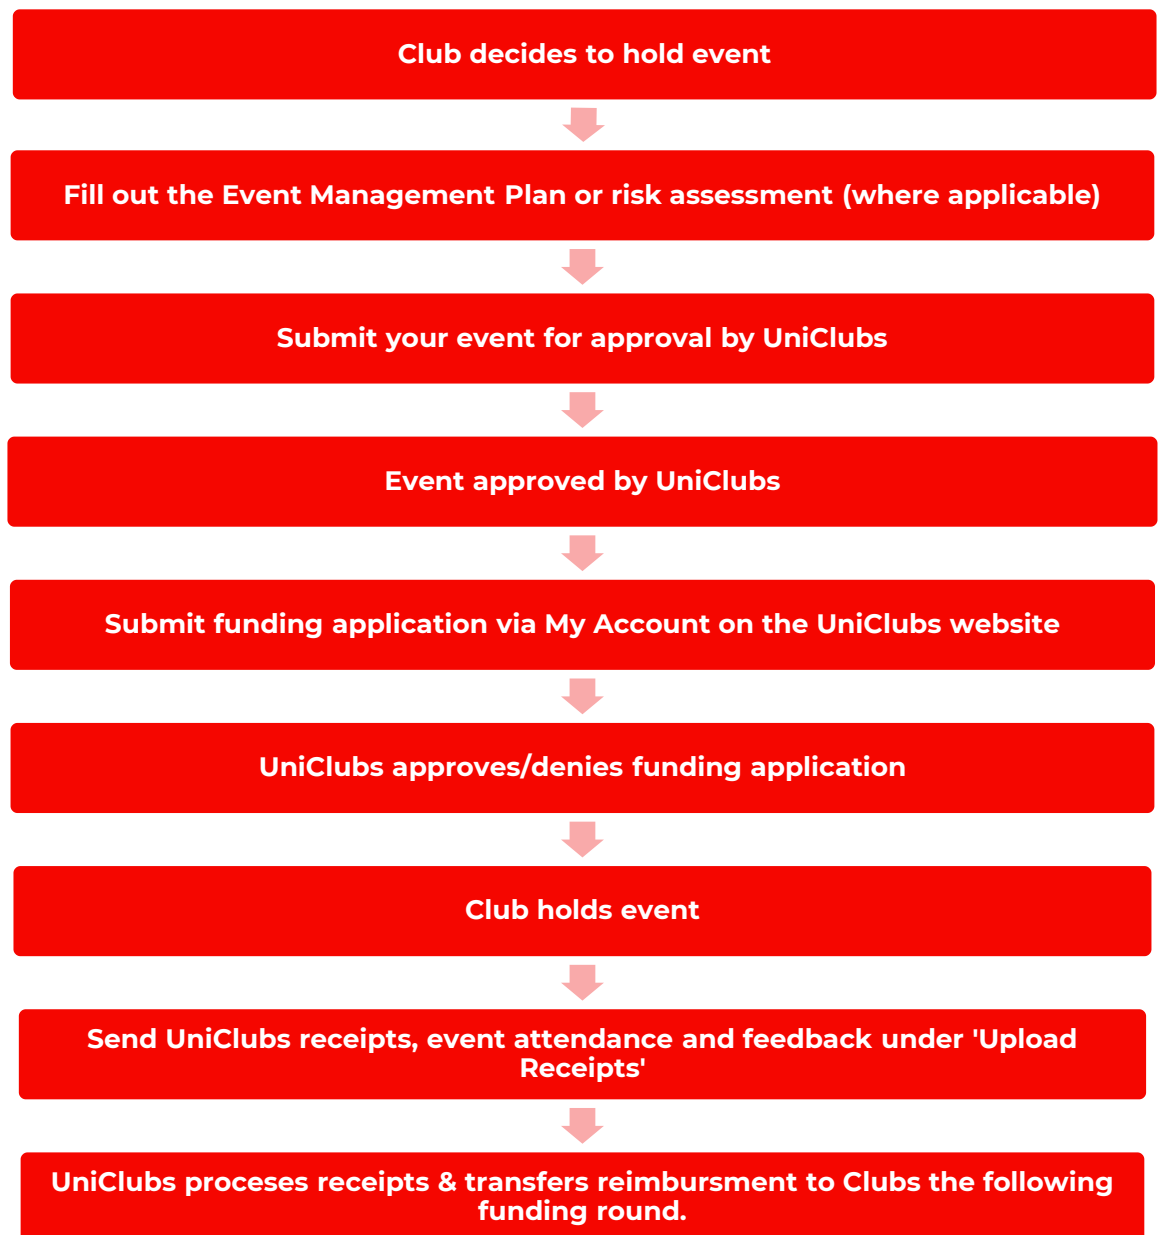 Club decides to hold event
Fill out the Event Management Plan or risk assessment (where applicable)
Submit your event for approval by UniClubs
Event approved by UniClubs
Submit funding application via My Account on the UniClubs website
UniClubs approves/denies funding application
Club holds event
Send UniClubs receipts, event attendance and feedback under 'Upload
Receipts'
UniClubs proceses receipts & transfers reimbursment to Clubs the following
funding round.